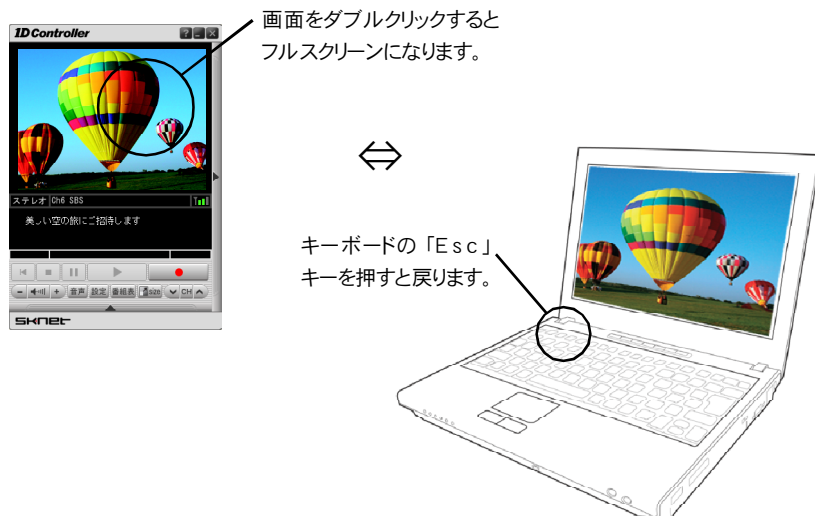 1D Controller
画面をダブルクリックすると
フルスクリーンになります。
ステレオ Ch6 SBS
美しい空の旅にご招待します
キーボードの「Esc」
キーを押すと戻ります。
- + 音声 設定 番組表 size CH
SKNET